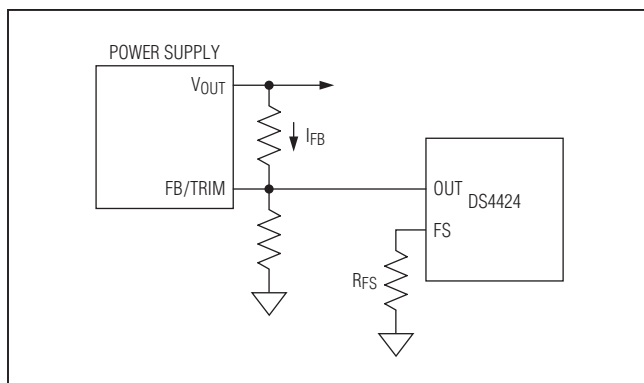 POWER SUPPLY
VOUT
IFB
FB/TRIM
OUT
DS4424
FS
RFS